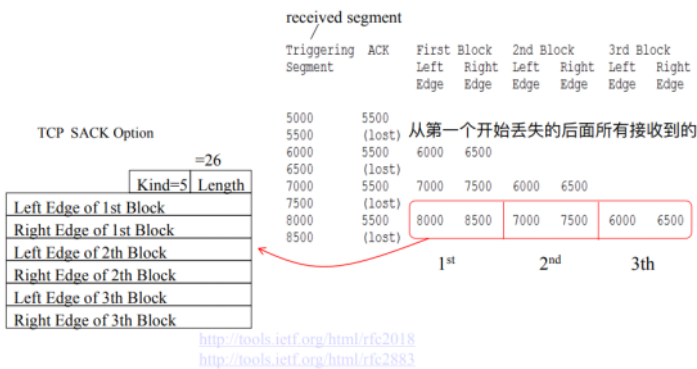 received segment
Triggering Segment ACK First Block 2nd Block 3rd Block
Left Edge Right Edge Left Edge Right Edge Left Edge Right Edge
5000 5500
5500 (lost) 从第一个开始丢失的后面所有接收到的
6000 5500 6000 6500
6500 (lost)
7000 5500 7000 7500 6000 6500
7500 (lost)
8000 5500 8000 8500 7000 7500 6000 6500
8500 (lost)
1st 2nd 3th
TCP SACK Option
=26
Kind=5 Length
Left Edge of 1st Block
Right Edge of 1st Block
Left Edge of 2th Block
Right Edge of 2th Block
Left Edge of 3th Block
Right Edge of 3th Block
http://tools.ietf.org/html/rfc2018
http://tools.ietf.org/html/rfc2883